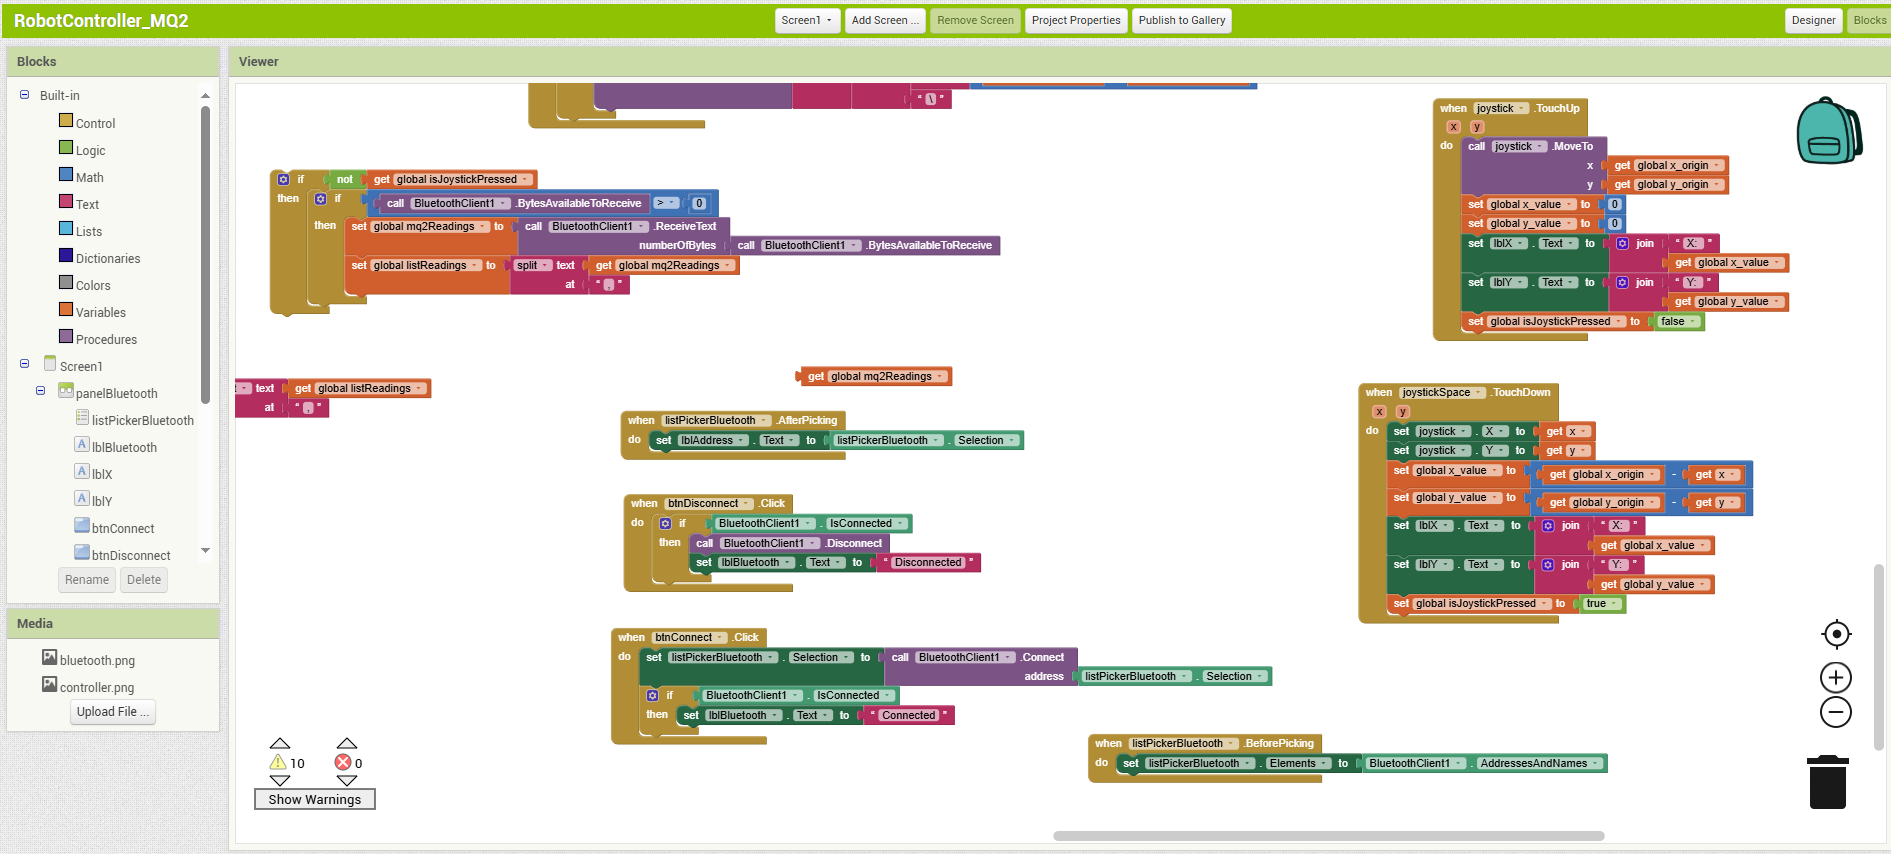 RobotController_MQ2
Screen1
Add Screen ...
Remove Screen
Project Properties
Publish to Gallery
Designer
Blocks
Blocks
Built-in
Control
Logic
Math
Text
Lists
Dictionaries
Colors
Variables
Procedures
Screen1
panelBluetooth
listPickerBluetooth
lblBluetooth
lblX
lblY
btnConnect
btnDisconnect
Rename
Delete
Media
bluetooth.png
controller.png
Upload File ...
Viewer
" \ "
if not get global isJoystickPressed
then if call BluetoothClient1 .BytesAvailableToReceive > 0
then set global mq2Readings to call BluetoothClient1 .ReceiveText
numberOfBytes call BluetoothClient1 .BytesAvailableToReceive
set global listReadings to split text get global mq2Readings
at " , "
text get global listReadings
at " , "
get global mq2Readings
when listPickerBluetooth .AfterPicking
do set lblAddress . Text to listPickerBluetooth . Selection
when btnDisconnect .Click
do if BluetoothClient1 . IsConnected
then call BluetoothClient1 .Disconnect
set lblBluetooth . Text to " Disconnected "
when btnConnect .Click
do set listPickerBluetooth . Selection to call BluetoothClient1 .Connect
address listPickerBluetooth . Selection
if BluetoothClient1 . IsConnected
then set lblBluetooth . Text to " Connected "
when listPickerBluetooth .BeforePicking
do set listPickerBluetooth . Elements to BluetoothClient1 . AddressesAndNames
when joystick .TouchUp
x y
do call joystick .MoveTo
x get global x_origin
y get global y_origin
set global x_value to 0
set global y_value to 0
set lblX . Text to join " X: "
get global x_value
set lblY . Text to join " Y: "
get global y_value
set global isJoystickPressed to false
when joystickSpace .TouchDown
x y
do set joystick . X to get x
set joystick . Y to get y
set global x_value to get global x_origin - get x
set global y_value to get global y_origin - get y
set lblX . Text to join " X: "
get global x_value
set lblY . Text to join " Y: "
get global y_value
set global isJoystickPressed to true
10
0
Show Warnings